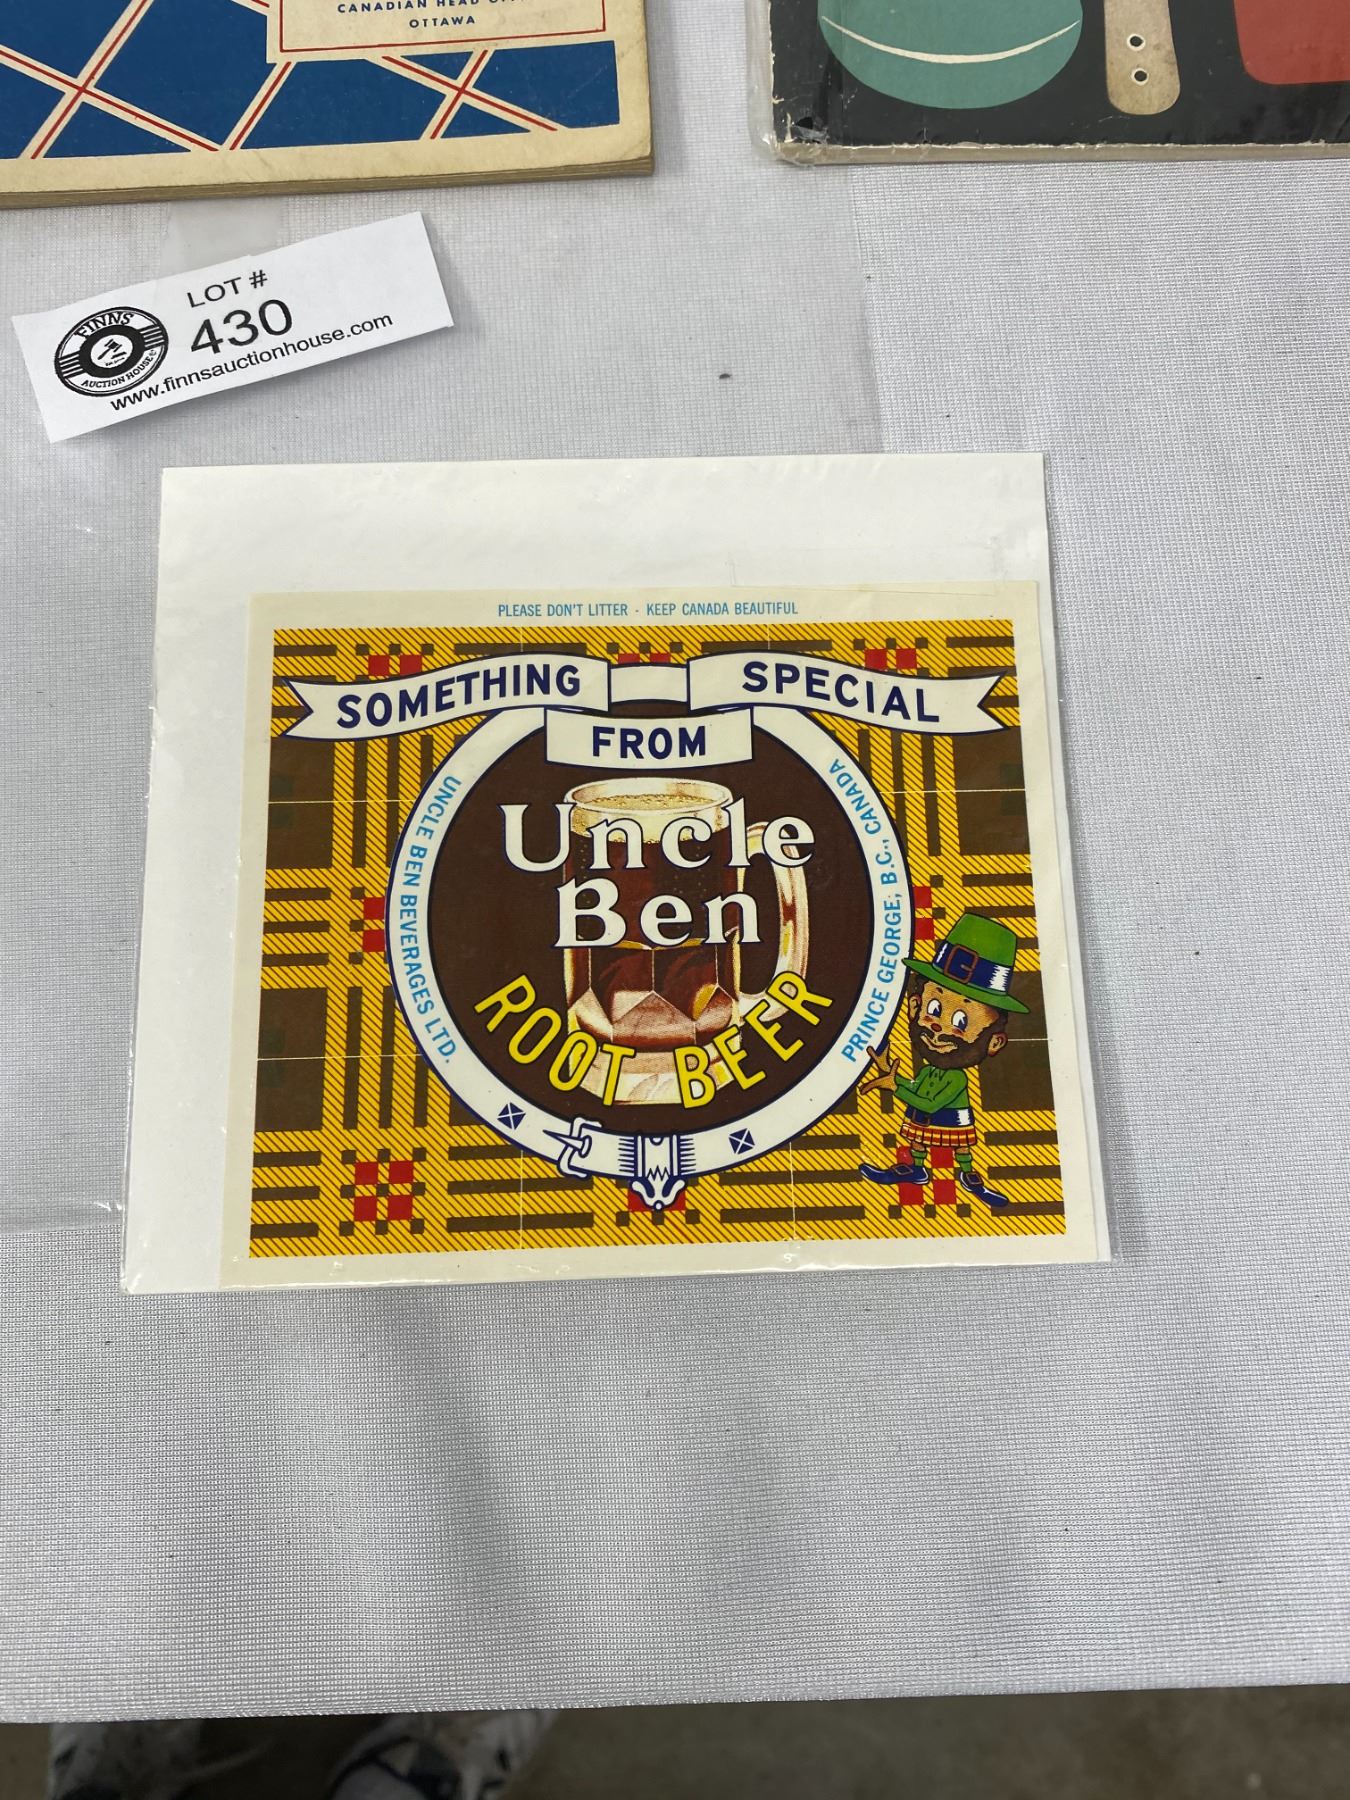 CANADIAN HEAD
OTTAWA
LOT #
430
FINNS
AUCTION HOUSE
www.finnsauctionhouse.com
PLEASE DON'T LITTER - KEEP CANADA BEAUTIFUL
SOMETHING SPECIAL
FROM
Uncle
Ben
ROOT BEER
UNCLE BEN BEVERAGES LTD.
PRINCE GEORGE, B.C., CANADA